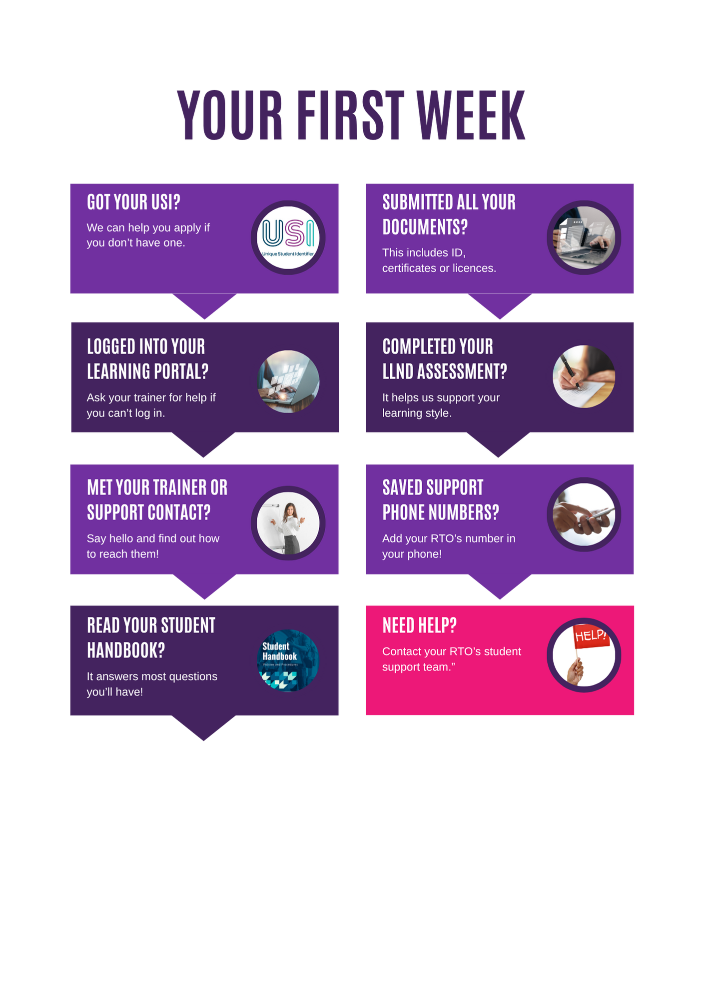 YOUR FIRST WEEK
GOT YOUR USI?
We can help you apply if
you don’t have one.
USI
Unique Student Identifier
SUBMITTED ALL YOUR
DOCUMENTS?
This includes ID,
certificates or licences.
LOGGED INTO YOUR
LEARNING PORTAL?
Ask your trainer for help if
you can’t log in.
COMPLETED YOUR
LLND ASSESSMENT?
It helps us support your
learning style.
MET YOUR TRAINER OR
SUPPORT CONTACT?
Say hello and find out how
to reach them!
SAVED SUPPORT
PHONE NUMBERS?
Add your RTO’s number in
your phone!
READ YOUR STUDENT
HANDBOOK?
It answers most questions
you’ll have!
Student
Handbook
Policies and Procedures
NEED HELP?
Contact your RTO’s student
support team.”
HELP!